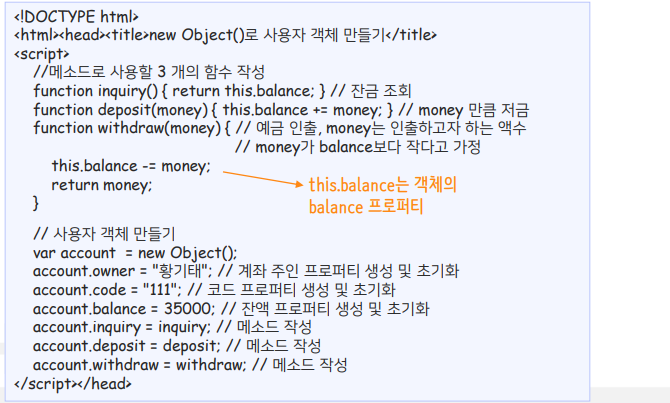 <!DOCTYPE html>
<html><head><title>new Object()로 사용자 객체 만들기</title>
<script>
//메소드로 사용할 3 개의 함수 작성
function inquiry() { return this.balance; } // 잔금 조회
function deposit(money) { this.balance += money; } // money 만큼 저금
function withdraw(money) { // 예금 인출, money는 인출하고자 하는 액수
// money가 balance보다 작다고 가정
this.balance -= money;
return money;
}
this.balance는 객체의
balance 프로퍼티
// 사용자 객체 만들기
var account = new Object();
account.owner = "황기태"; // 계좌 주인 프로퍼티 생성 및 초기화
account.code = "111"; // 코드 프로퍼티 생성 및 초기화
account.balance = 35000; // 잔액 프로퍼티 생성 및 초기화
account.inquiry = inquiry; // 메소드 작성
account.deposit = deposit; // 메소드 작성
account.withdraw = withdraw; // 메소드 작성
</script></head>